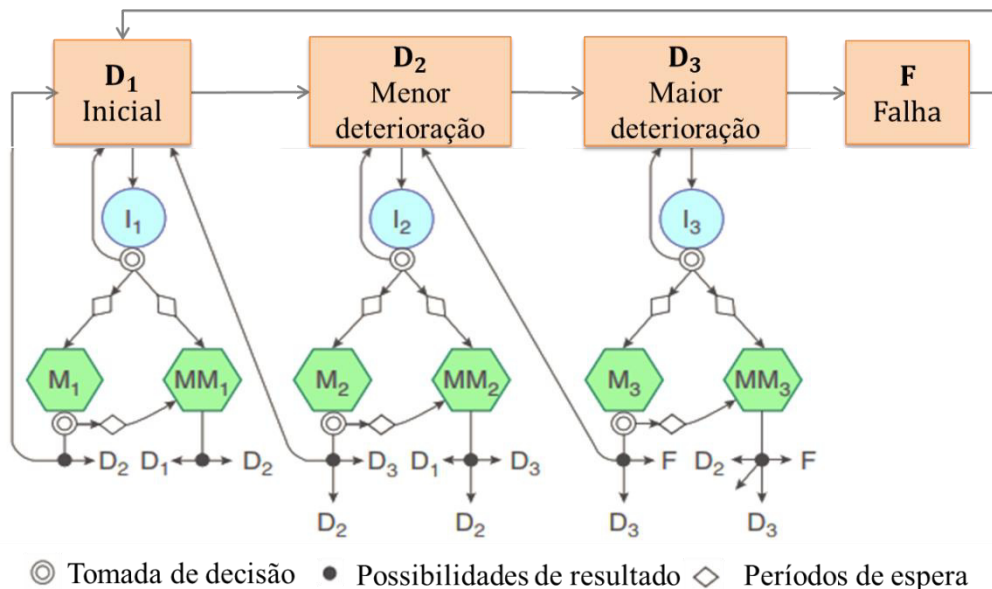 D₁
Inicial
D₂
Menor
deterioração
D₃
Maior
deterioração
F
Falha
I₁
I₂
I₃
M₁
MM₁
M₂
MM₂
M₃
MM₃
D₂
D₁
D₂
D₃
D₁
D₃
F
D₂
F
D₂
D₂
D₃
D₃
Tomada de decisão
Possibilidades de resultado
Períodos de espera